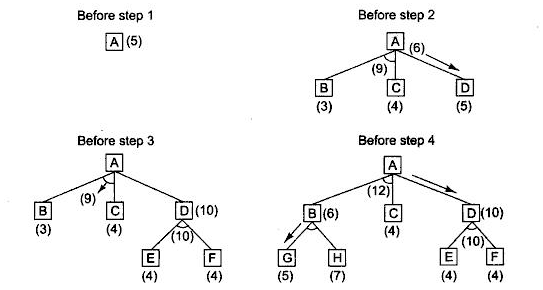 Before step 1
A (5)
Before step 2
A
(6)
(9)
B C D
(3) (4) (5)
Before step 3
A
(9)
B C D (10)
(3) (4) (10)
E F
(4) (4)
Before step 4
A
(12)
B (6) C D (10)
(4) (10)
G H E F
(5) (7) (4) (4)